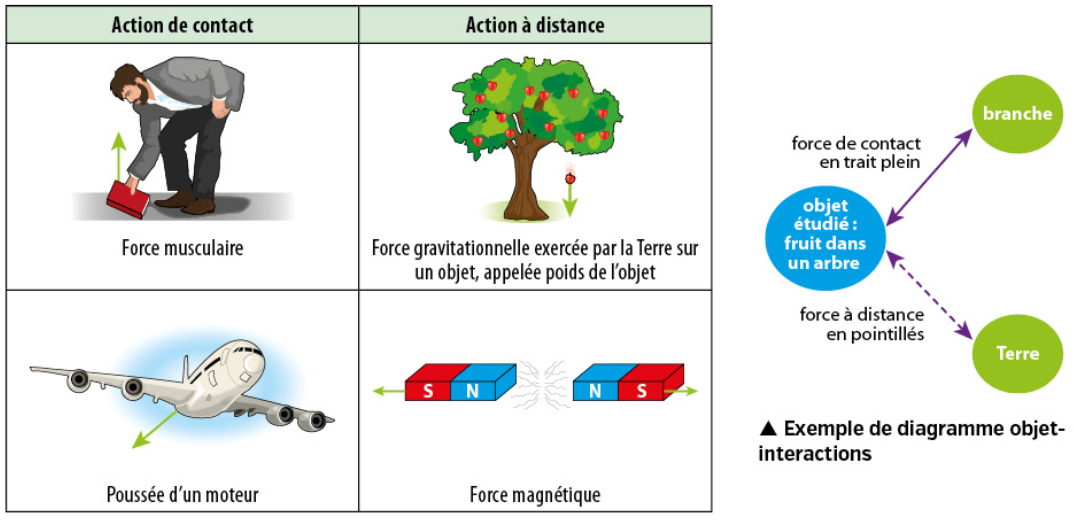 Action de contact
Action à distance
Force musculaire
Force gravitationnelle exercée par la Terre sur
un objet, appelée poids de l'objet
Poussée d'un moteur
S N
N S
Force magnétique
branche
force de contact
en trait plein
objet
étudié :
fruit dans
un arbre
force à distance
en pointillés
Terre
▲ Exemple de diagramme objet-
interactions